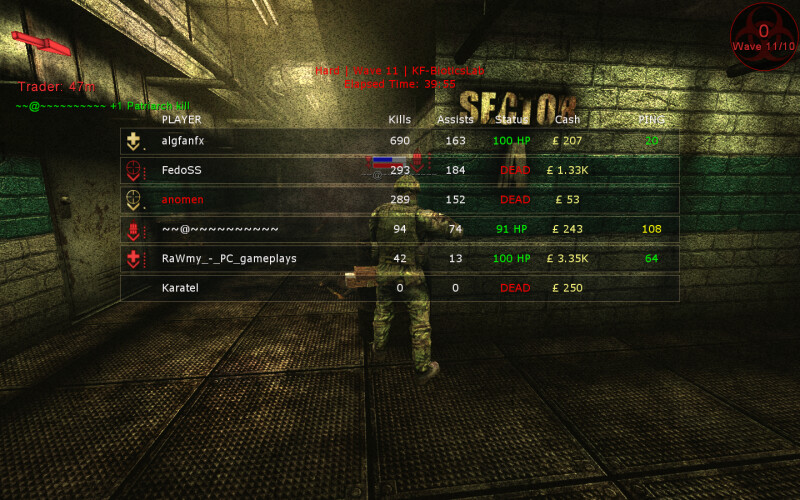 0
Wave 11/10
Hard | Wave 11 | KF-BioticsLab
Elapsed Time: 39:55
Trader: 47m
~~@~~~~~~~~~~ +1 Patriarch kill
SECTOR
PLAYER Kills Assists Status Cash PING
algfanfx 690 163 100 HP £ 207 20
FedoSS 293 184 DEAD £ 1.33K
anomen 289 152 DEAD £ 53
~~@~~~~~~~~~~ 94 74 91 HP £ 243 108
RaWmy_-_PC_gameplays 42 13 100 HP £ 3.35K 64
Karatel 0 0 DEAD £ 250